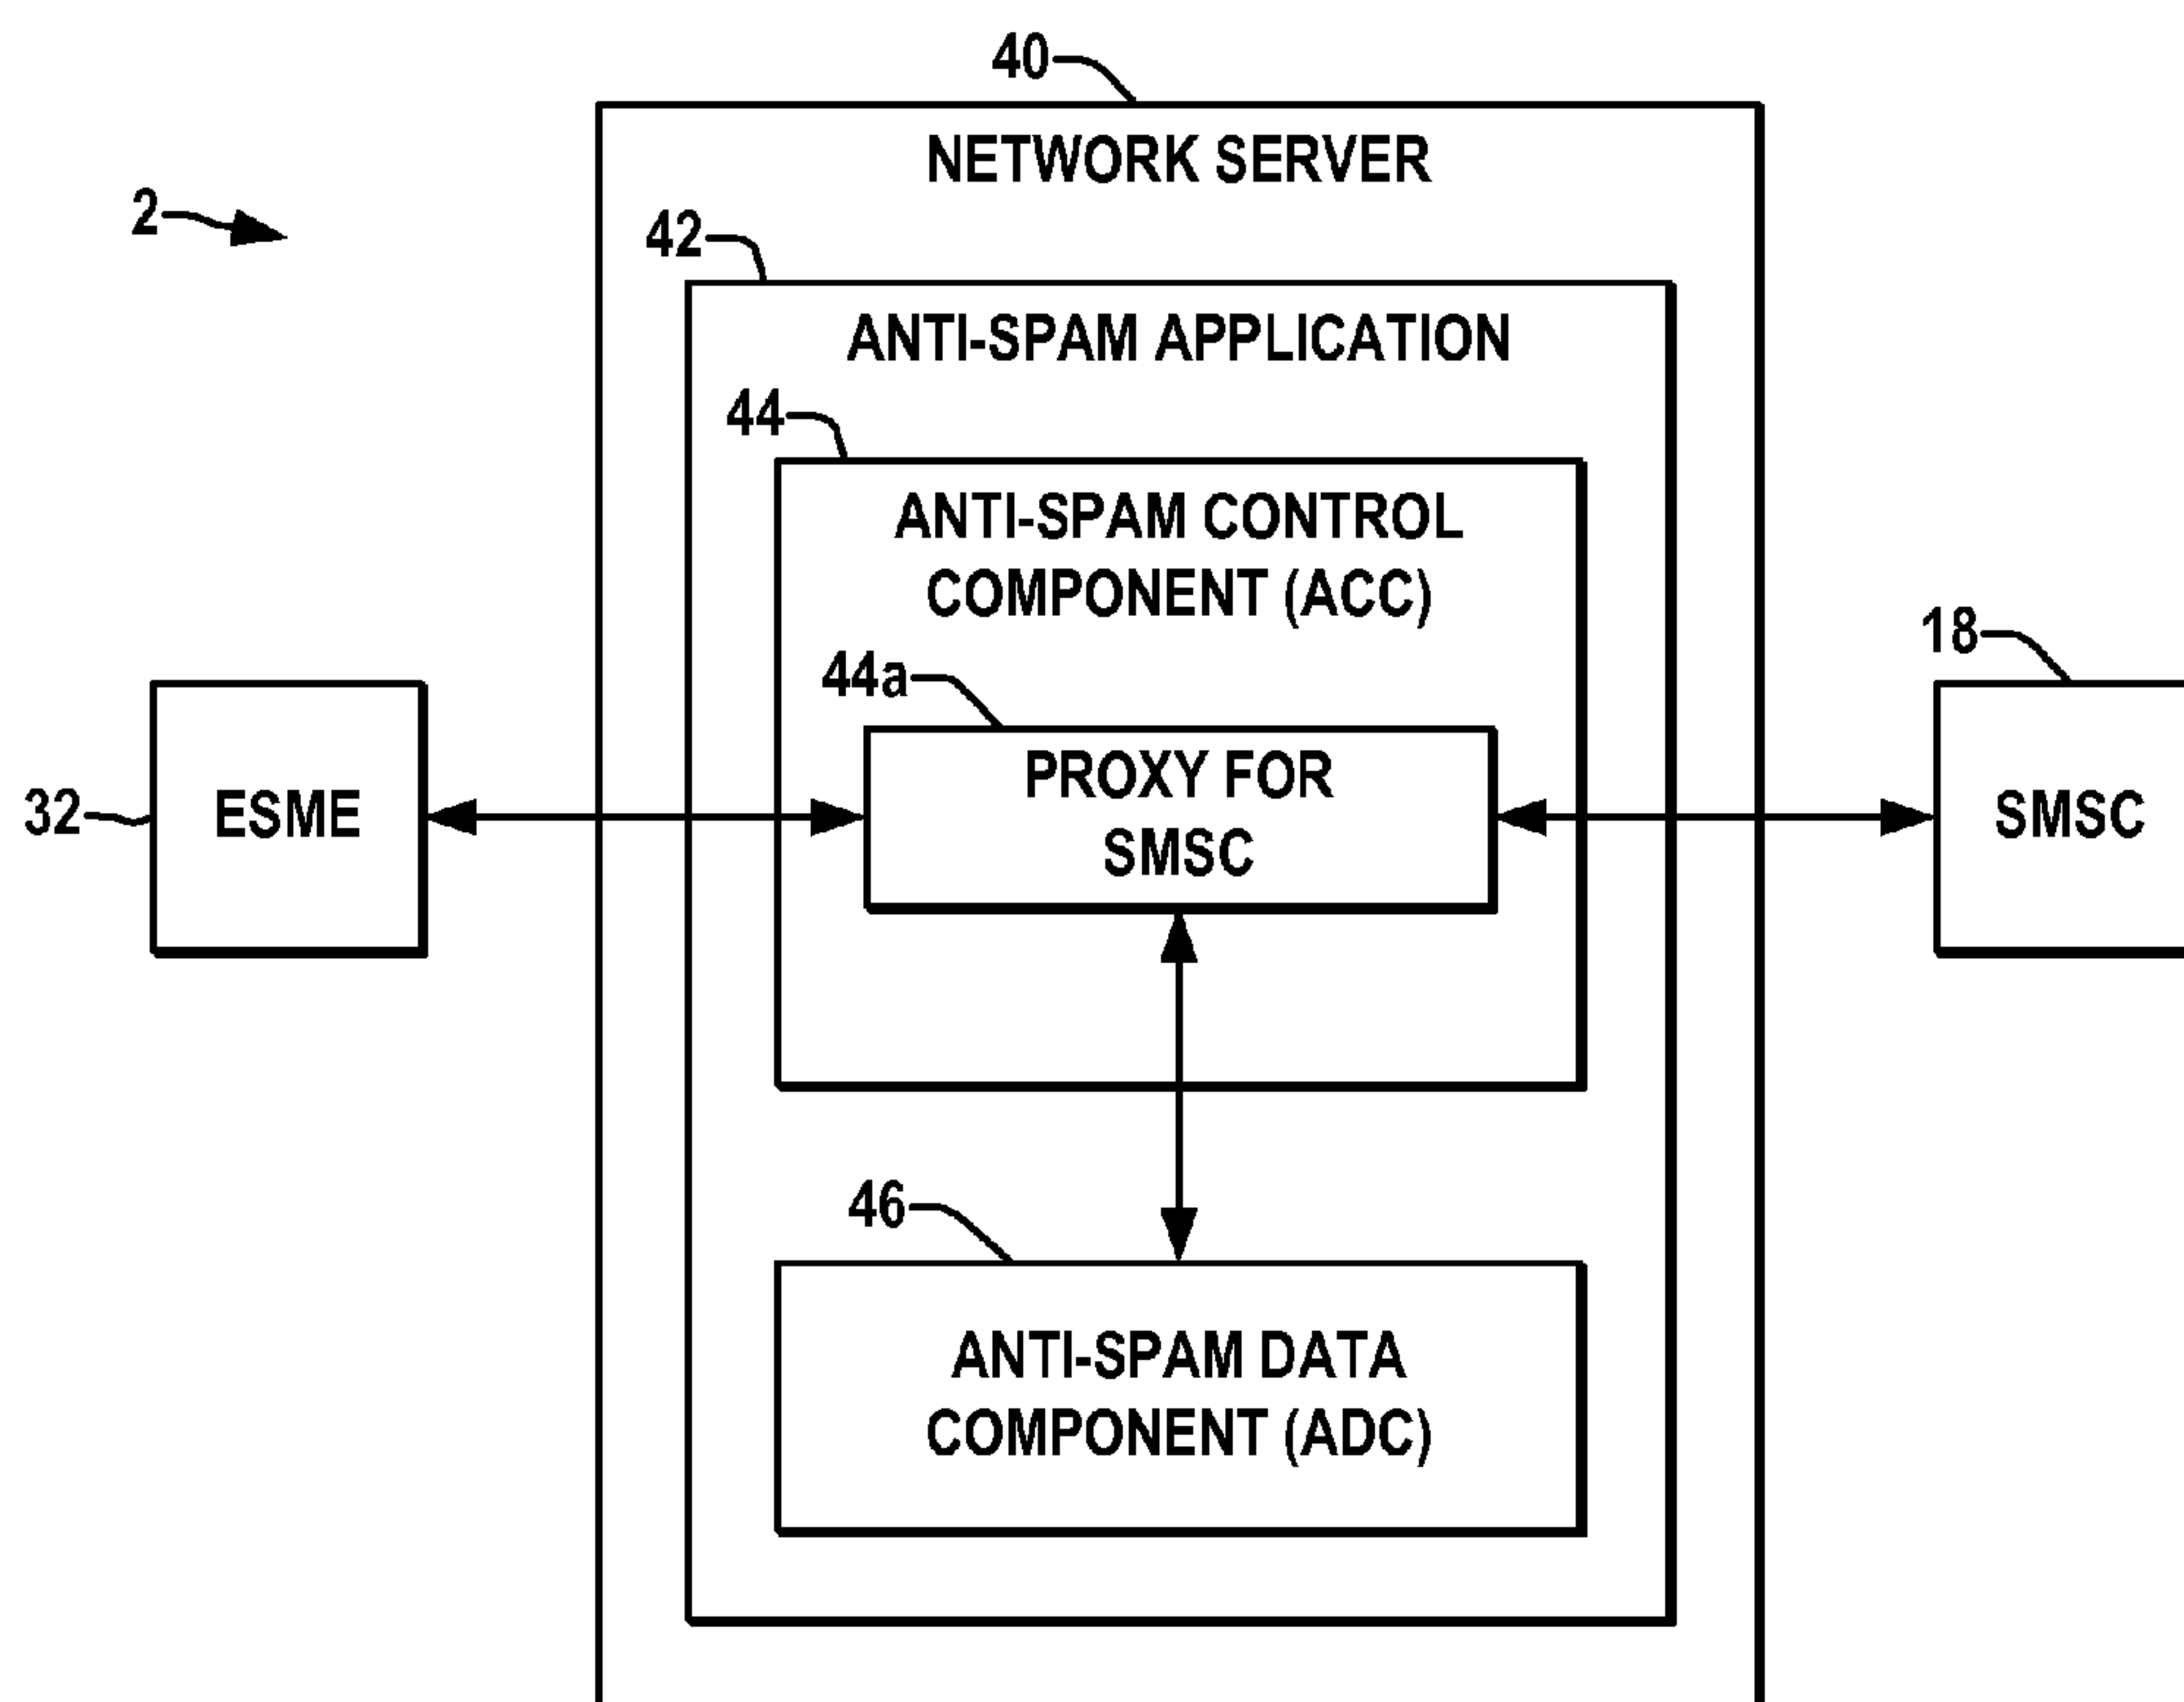 40
NETWORK SERVER
2
42
ANTI-SPAM APPLICATION
44
ANTI-SPAM CONTROL
COMPONENT (ACC)
18
44a
PROXY FOR
SMSC
32
ESME
SMSC
46
ANTI-SPAM DATA
COMPONENT (ADC)